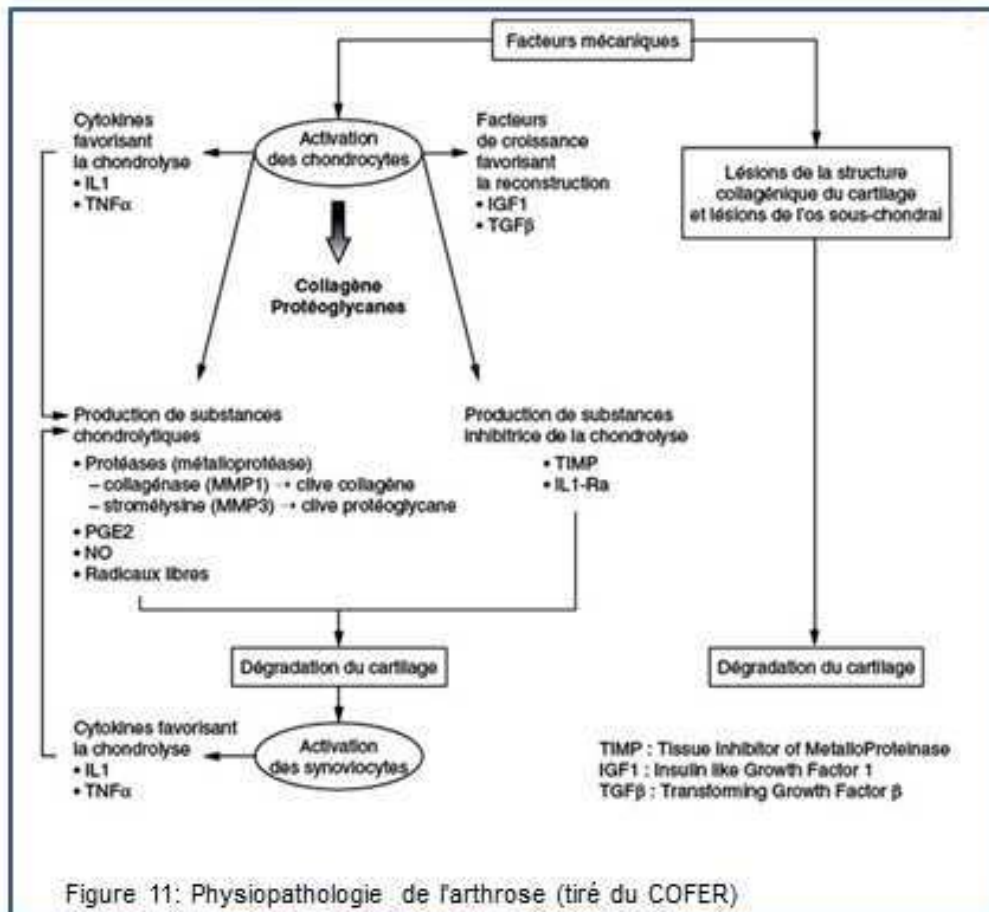 Facteurs mécaniques
Cytokines
favorisant
la chondrolyse
• IL1
• TNFα
Activation
des chondrocytes
Facteurs
de croissance
favorisant
la reconstruction
• IGF1
• TGFβ
Lésions de la structure
collagénique du cartilage
et lésions de l'os sous-chondral
Collagène
Protéoglycanes
Production de substances
chondrolytiques
• Protéases (métalloprotéase)
– collagénase (MMP1) → clive collagène
– stromélysine (MMP3) → clive protéoglycane
• PGE2
• NO
• Radicaux libres
Production de substances
inhibitrice de la chondrolyse
• TIMP
• IL1-Ra
Dégradation du cartilage
Dégradation du cartilage
Cytokines favorisant
la chondrolyse
• IL1
• TNFα
Activation
des synoviocytes
TIMP : Tissue Inhibitor of MetalloProteinase
IGF1 : Insulin like Growth Factor 1
TGFβ : Transforming Growth Factor β
Figure 11: Physiopathologie de l'arthrose (tiré du COFER)